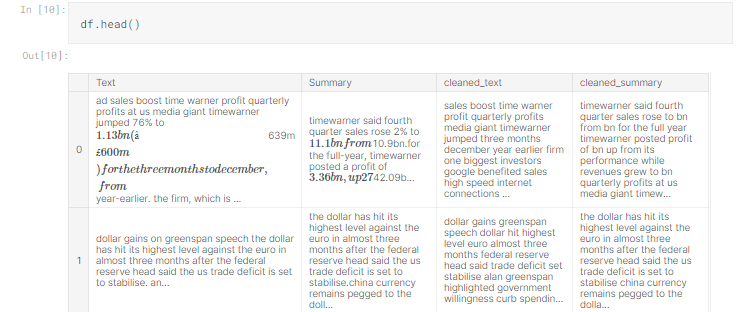 In [10]:
df.head()
Out[10]:
Text Summary cleaned_text cleaned_summary
0
ad sales boost time warner profit quarterly
profits at us media giant timewarner
jumped 76% to
1.13bn(â 639m
£600m
)forthethreemonthstodecember,
from
year-earlier. the firm, which is ...
timewarner said fourth
quarter sales rose 2% to
11.1bnfrom10.9bn.for
the full-year, timewarner
posted a profit of
3.36bn,up2742.09b...
sales boost time warner
profit quarterly profits
media giant timewarner
jumped three months
december year earlier firm
one biggest investors
google benefited sales
high speed internet
connections ...
timewarner said fourth
quarter sales rose to bn
from bn for the full year
timewarner posted profit
of bn up from its
performance while
revenues grew to bn
quarterly profits at us
media giant timew...
1
dollar gains on greenspan speech the dollar
has hit its highest level against the euro in
almost three months after the federal
reserve head said the us trade deficit is set
to stabilise. an...
the dollar has hit its
highest level against the
euro in almost three
months after the federal
reserve head said the us
trade deficit is set to
stabilise.china currency
remains pegged to the
doll...
dollar gains greenspan
speech dollar hit highest
level euro almost three
months federal reserve
head said trade deficit set
stabilise alan greenspan
highlighted government
willingness curb spendin...
the dollar has hit its
highest level against the
euro in almost three
months after the federal
reserve head said the us
trade deficit is set to
stabilise china currency
remains pegged to the
dolla...